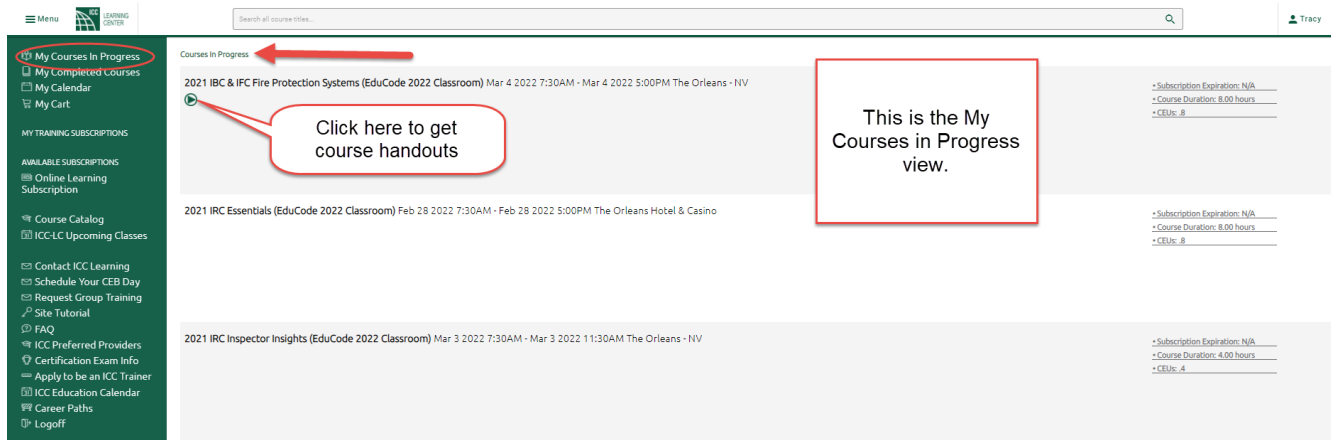 Menu
ICC
LEARNING
CENTER
Search all course titles...
Tracy
My Courses In Progress
My Completed Courses
My Calendar
My Cart
MY TRAINING SUBSCRIPTIONS
AVAILABLE SUBSCRIPTIONS
Online Learning
Subscription
Course Catalog
ICC-LC Upcoming Classes
Contact ICC Learning
Schedule Your CEB Day
Request Group Training
Site Tutorial
FAQ
ICC Preferred Providers
Certification Exam Info
Apply to be an ICC Trainer
ICC Education Calendar
Career Paths
Logoff
Courses In Progress
2021 IBC & IFC Fire Protection Systems (EduCode 2022 Classroom) Mar 4 2022 7:30AM - Mar 4 2022 5:00PM The Orleans - NV
Click here to get
course handouts
This is the My
Courses in Progress
view.
• Subscription Expiration: N/A
• Course Duration: 8.00 hours
• CEUs: .8
2021 IRC Essentials (EduCode 2022 Classroom) Feb 28 2022 7:30AM - Feb 28 2022 5:00PM The Orleans Hotel & Casino
• Subscription Expiration: N/A
• Course Duration: 8.00 hours
• CEUs: .8
2021 IRC Inspector Insights (EduCode 2022 Classroom) Mar 3 2022 7:30AM - Mar 3 2022 11:30AM The Orleans - NV
• Subscription Expiration: N/A
• Course Duration: 4.00 hours
• CEUs: .4